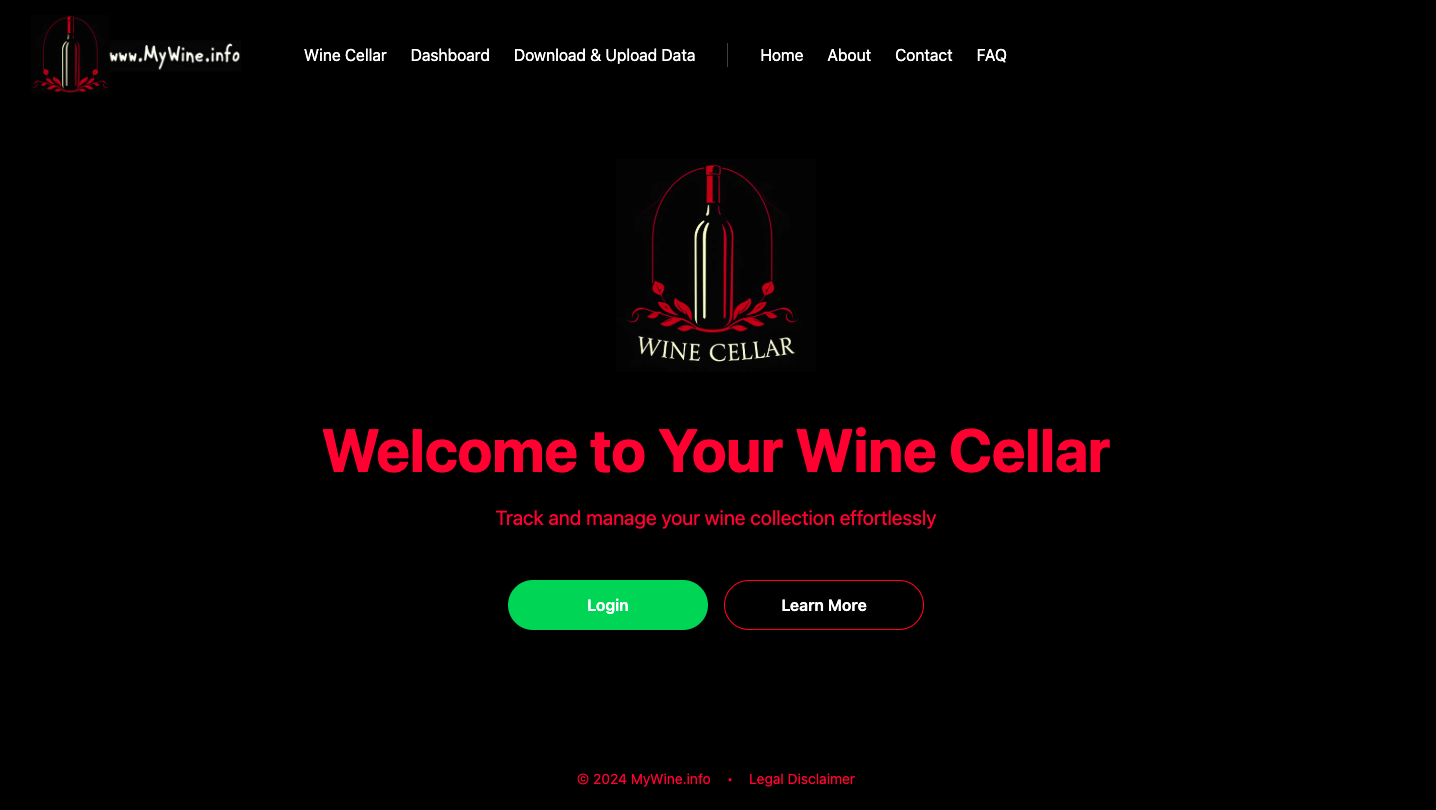 www.MyWine.info
Wine Cellar Dashboard Download & Upload Data Home About Contact FAQ
WINE CELLAR
Welcome to Your Wine Cellar
Track and manage your wine collection effortlessly
Login Learn More
© 2024 MyWine.info • Legal Disclaimer